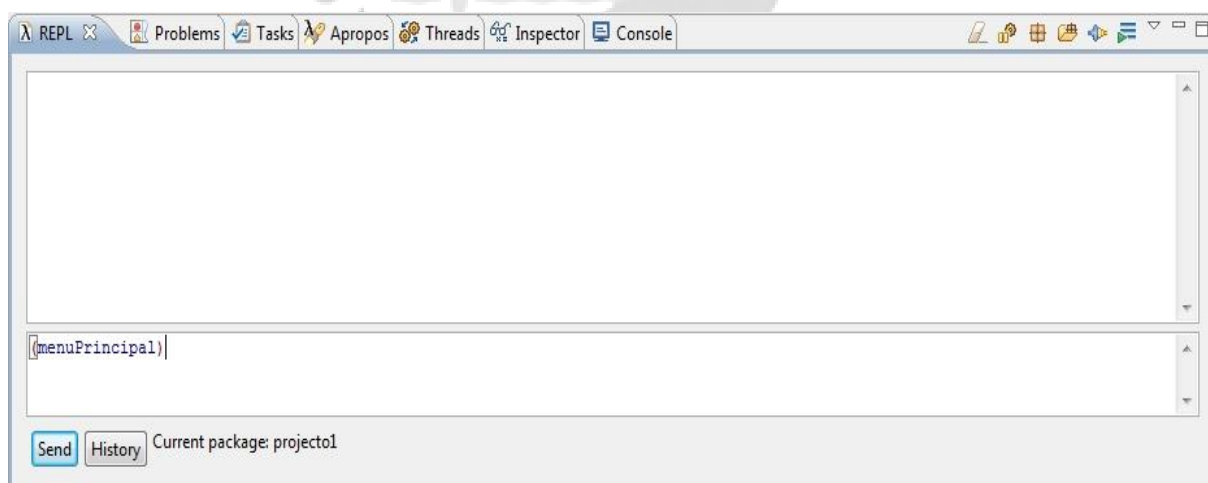 REPL Problems Tasks Apropos Threads Inspector Console
(menuPrincipal)
Send History Current package: projecto1